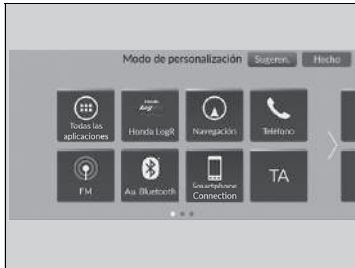 Modo de personalización Sugeren. Hecho
Todas las
aplicaciones
Honda LogR
Navegación
Teléfono
FM
Au. Bluetooth
Smartphone
Connection
TA